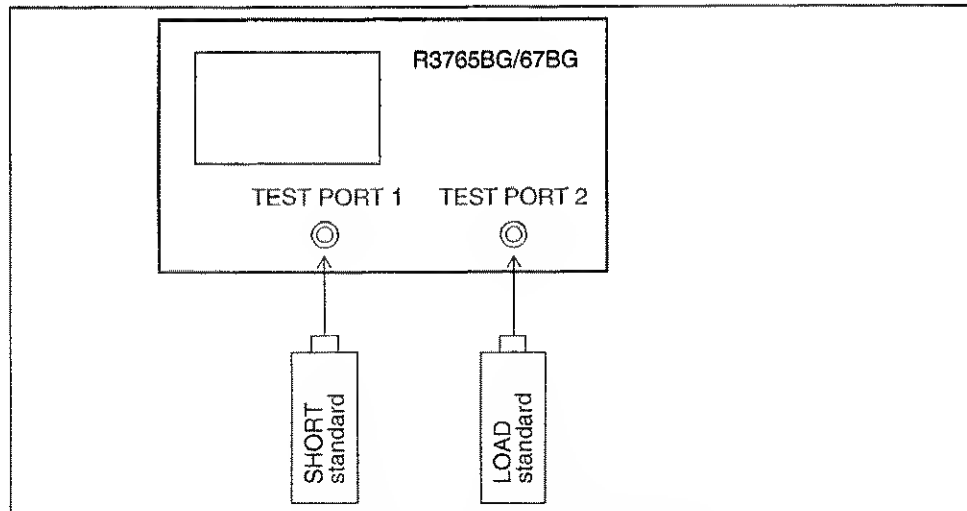 R3765BG/67BG
TEST PORT 1
TEST PORT 2
SHORT
standard
LOAD
standard